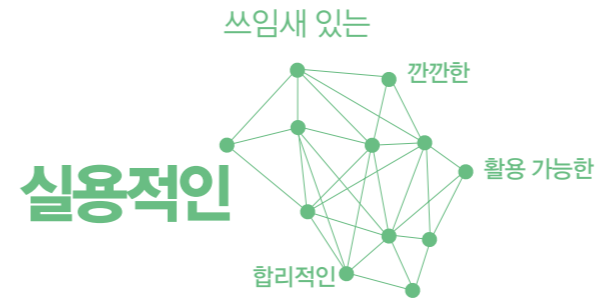 쓰임새 있는
깐깐한
활용 가능한
실용적인
합리적인